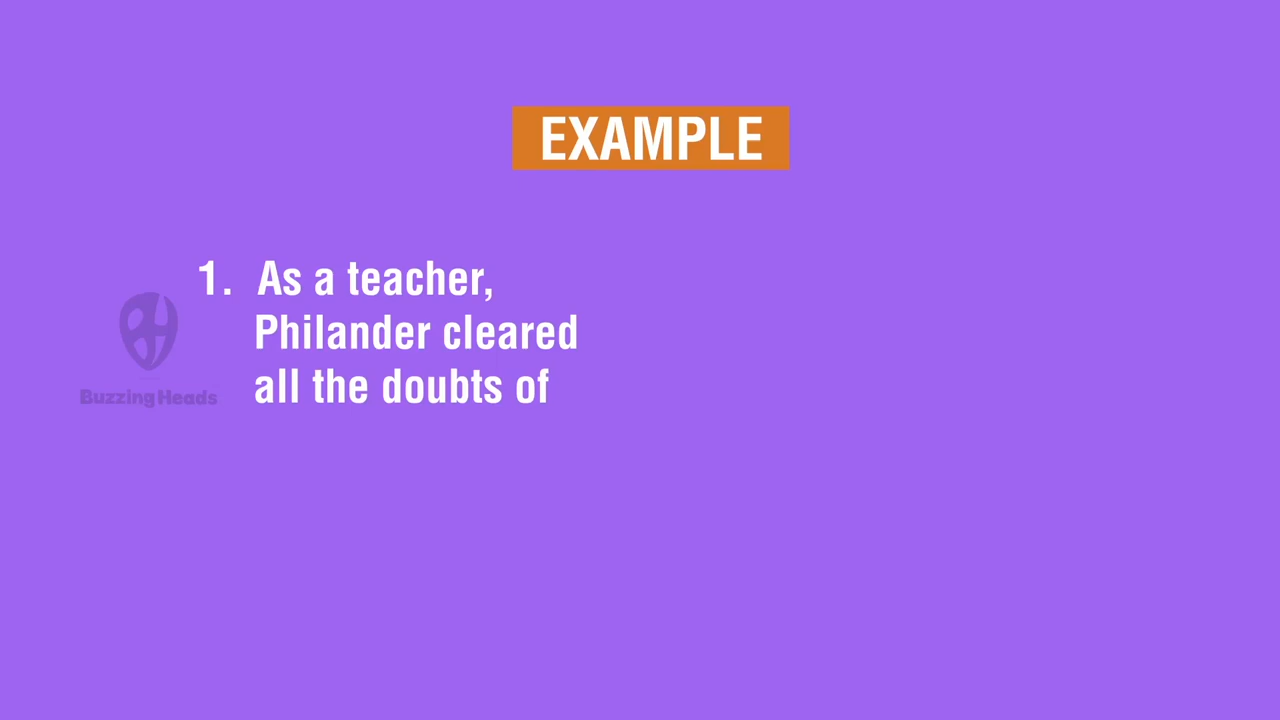 EXAMPLE
1. As a teacher,
Philander cleared
all the doubts of
BuzzingHeads